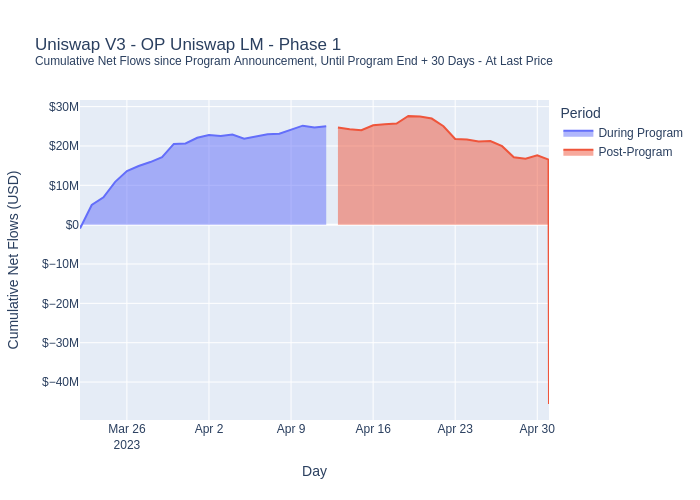 Uniswap V3 - OP Uniswap LM - Phase 1
Cumulative Net Flows since Program Announcement, Until Program End + 30 Days - At Last Price
Period
During Program
Post-Program
Cumulative Net Flows (USD)
$30M
$20M
$10M
$0
$−10M
$−20M
$−30M
$−40M
Mar 26
2023
Apr 2
Apr 9
Apr 16
Apr 23
Apr 30
Day